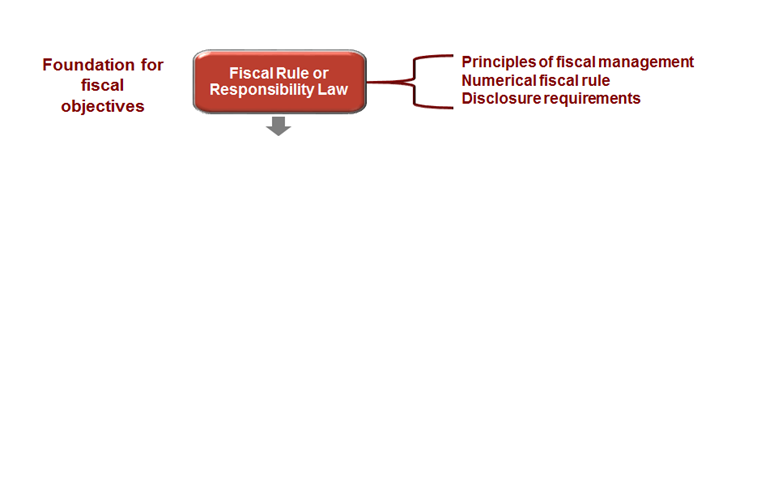 Foundation for
fiscal
objectives
Fiscal Rule or
Responsibility Law
Principles of fiscal management
Numerical fiscal rule
Disclosure requirements